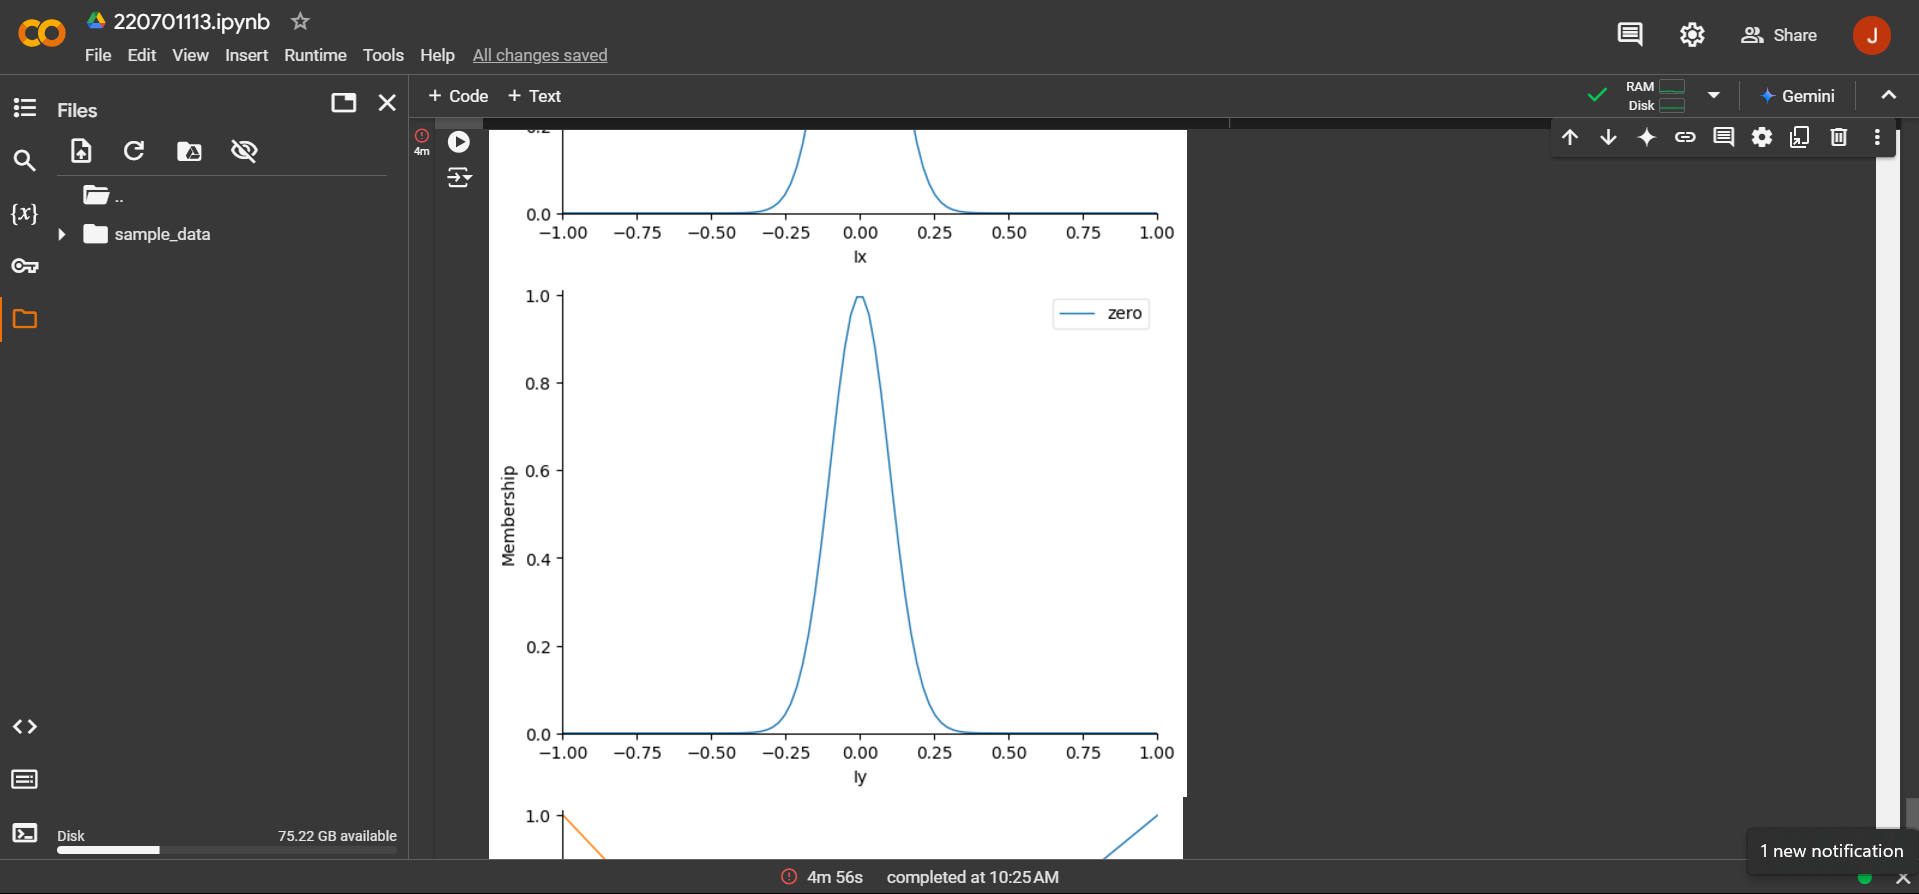 220701113.ipynb
File Edit View Insert Runtime Tools Help All changes saved
Share
J
Files
+ Code + Text
RAM
Disk
Gemini
4m
..
{x}
sample_data
0.2
0.0
−1.00 −0.75 −0.50 −0.25 0.00 0.25 0.50 0.75 1.00
Ix
1.0
zero
0.8
0.6
Membership
0.4
0.2
0.0
−1.00 −0.75 −0.50 −0.25 0.00 0.25 0.50 0.75 1.00
Iy
1.0
Disk 75.22 GB available
1 new notification
4m 56s completed at 10:25 AM